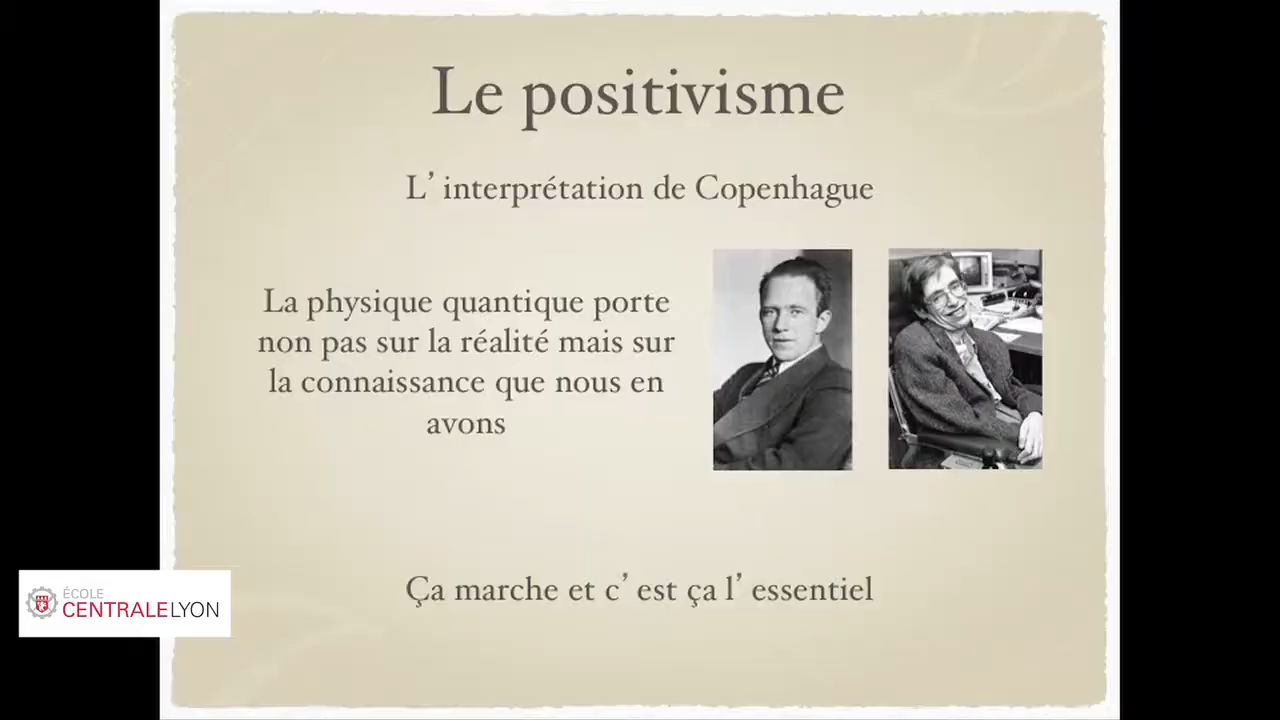 Le positivisme
L’ interprétation de Copenhague
La physique quantique porte
non pas sur la réalité mais sur
la connaissance que nous en
avons
Ça marche et c’ est ça l’ essentiel
ÉCOLE
CENTRALELYON